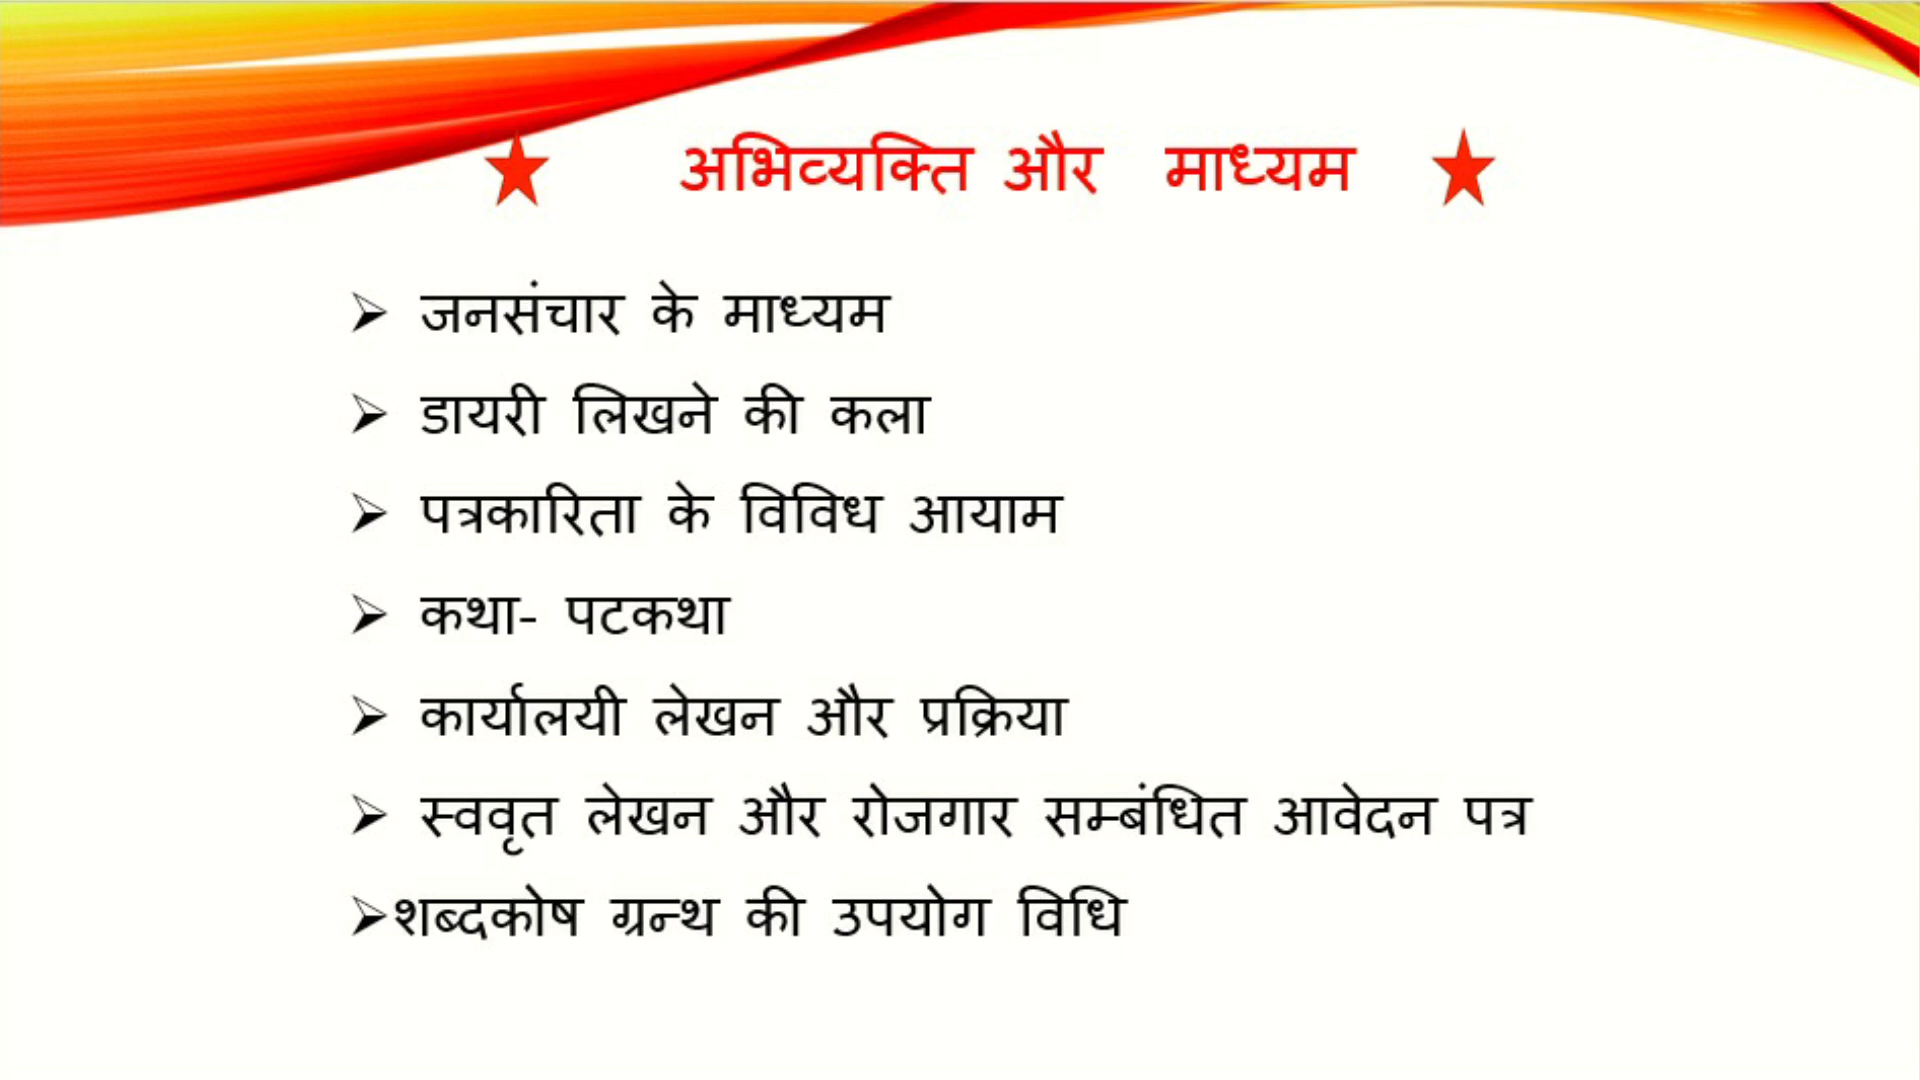 अभिव्यक्ति और माध्यम
जनसंचार के माध्यम
डायरी लिखने की कला
पत्रकारिता के विविध आयाम
कथा- पटकथा
कार्यालयी लेखन और प्रक्रिया
स्ववृत लेखन और रोजगार सम्बंधित आवेदन पत्र
शब्दकोष ग्रन्थ की उपयोग विधि